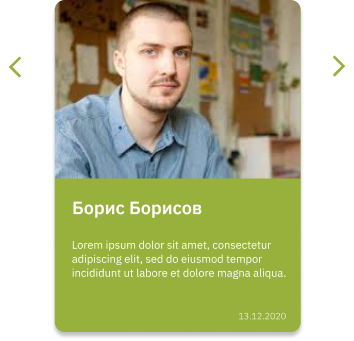 Борис Борисов
Lorem ipsum dolor sit amet, consectetur
adipiscing elit, sed do eiusmod tempor
incididunt ut labore et dolore magna aliqua.
13.12.2020